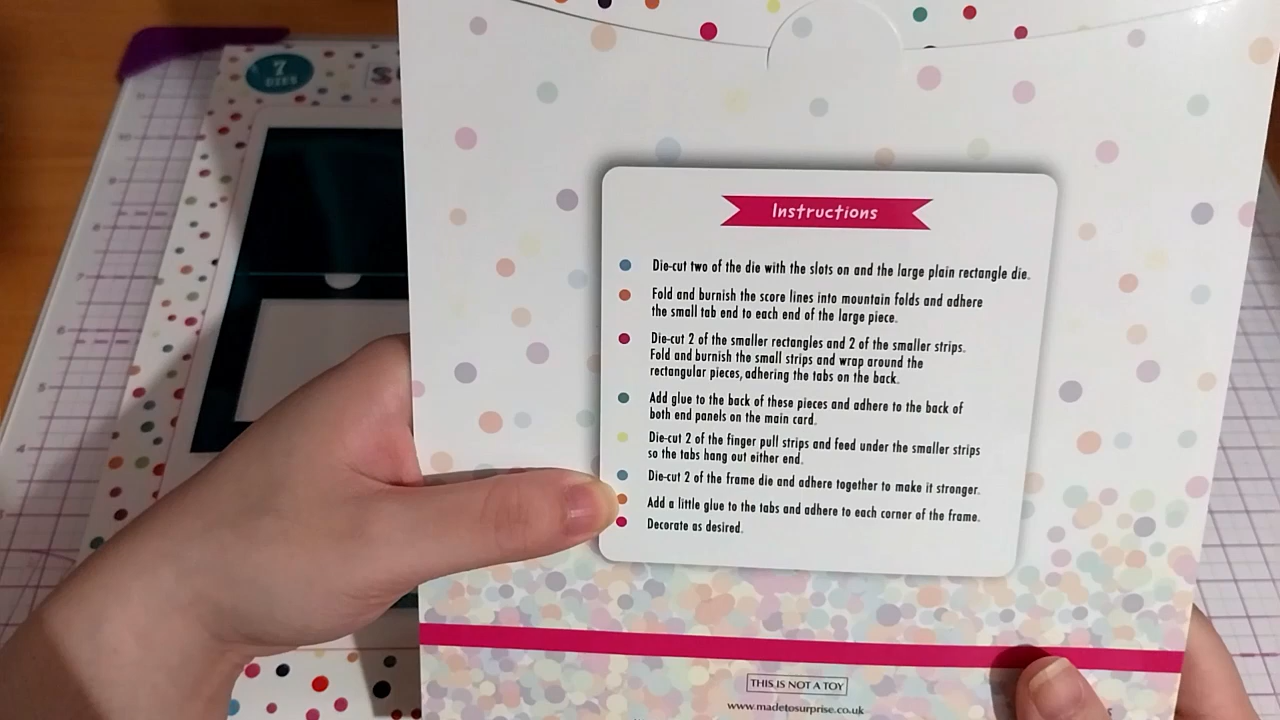 7
DIES
Instructions
Die-cut two of the die with the slots on and the large plain rectangle die.
Fold and burnish the score lines into mountain folds and adhere
the small tab end to each end of the large piece.
Die-cut 2 of the smaller rectangles and 2 of the smaller strips.
Fold and burnish the small strips and wrap around the
rectangular pieces, adhering the tabs on the back.
Add glue to the back of these pieces and adhere to the back of
both end panels on the main card.
Die-cut 2 of the finger pull strips and feed under the smaller strips
so the tabs hang out either end.
Die-cut 2 of the frame die and adhere together to make it stronger.
Add a little glue to the tabs and adhere to each corner of the frame.
Decorate as desired.
THIS IS NOT A TOY
www.madetosurprise.co.uk